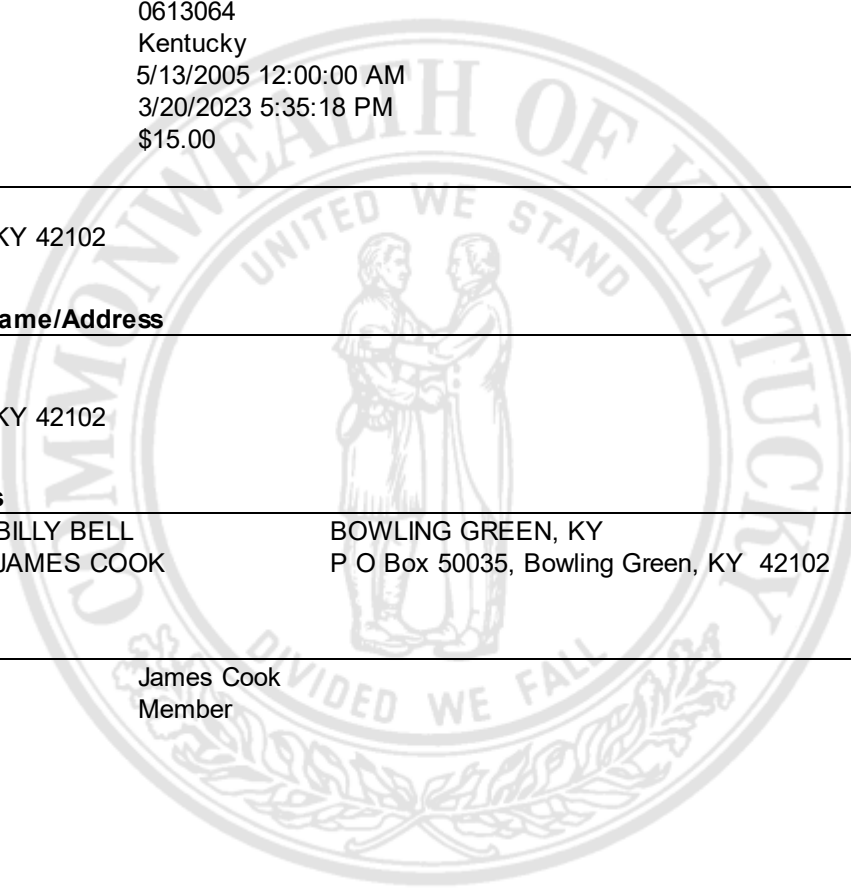 0613064
Kentucky
5/13/2005 12:00:00 AM
3/20/2023 5:35:18 PM
$15.00
KY 42102
ame/Address
KY 42102
s
BILLY BELL BOWLING GREEN, KY
JAMES COOK P O Box 50035, Bowling Green, KY 42102
James Cook
Member
COMMONWEALTH OF KENTUCKY
UNITED WE STAND
DIVIDED WE FALL